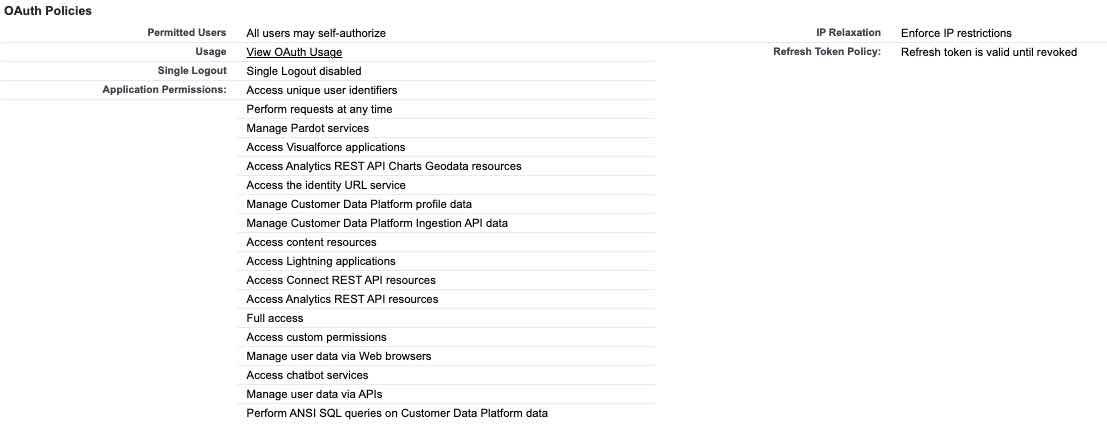 OAuth Policies
Permitted Users All users may self-authorize IP Relaxation Enforce IP restrictions
Usage View OAuth Usage Refresh Token Policy: Refresh token is valid until revoked
Single Logout Single Logout disabled
Application Permissions: Access unique user identifiers
Perform requests at any time
Manage Pardot services
Access Visualforce applications
Access Analytics REST API Charts Geodata resources
Access the identity URL service
Manage Customer Data Platform profile data
Manage Customer Data Platform Ingestion API data
Access content resources
Access Lightning applications
Access Connect REST API resources
Access Analytics REST API resources
Full access
Access custom permissions
Manage user data via Web browsers
Access chatbot services
Manage user data via APIs
Perform ANSI SQL queries on Customer Data Platform data